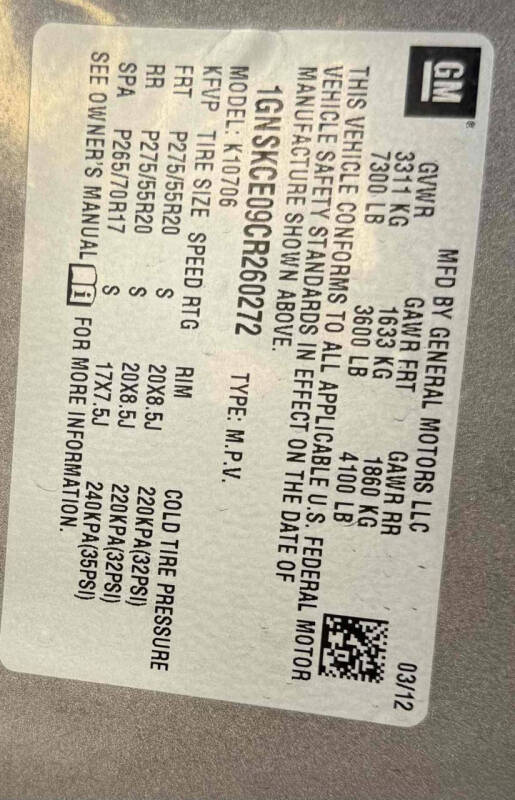 GM ®
MFD BY GENERAL MOTORS LLC 03/12
GVWR GAWR FRT GAWR RR
3311 KG 1633 KG 1860 KG
7300 LB 3600 LB 4100 LB
THIS VEHICLE CONFORMS TO ALL APPLICABLE U.S. FEDERAL MOTOR
VEHICLE SAFETY STANDARDS IN EFFECT ON THE DATE OF
MANUFACTURE SHOWN ABOVE.
1GNSKCE09CR260272 TYPE: M.P.V.
MODEL: K10706
KFVP TIRE SIZE SPEED RTG RIM COLD TIRE PRESSURE
FRT P275/55R20 S 20X8.5J 220KPA(32PSI)
RR P275/55R20 S 20X8.5J 220KPA(32PSI)
SPA P265/70R17 S 17X7.5J 240KPA(35PSI)
SEE OWNER'S MANUAL i FOR MORE INFORMATION.